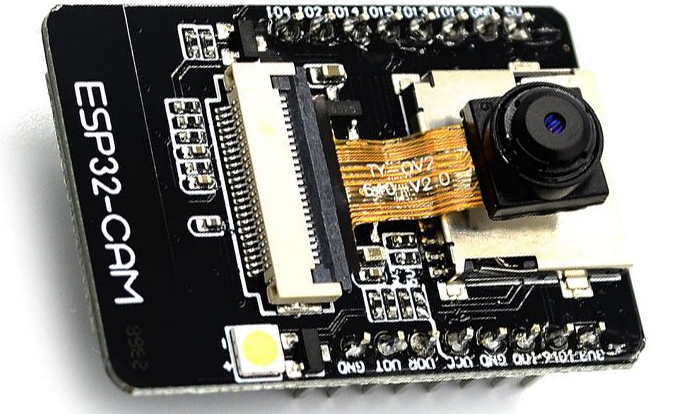 IO4 IO2 IO14 IO15 IO13 IO12 GND 5V
ESP32-CAM
TY-OV2
640 V2.0
GND UOT UOR VCC GND IO0 IO16 3V3